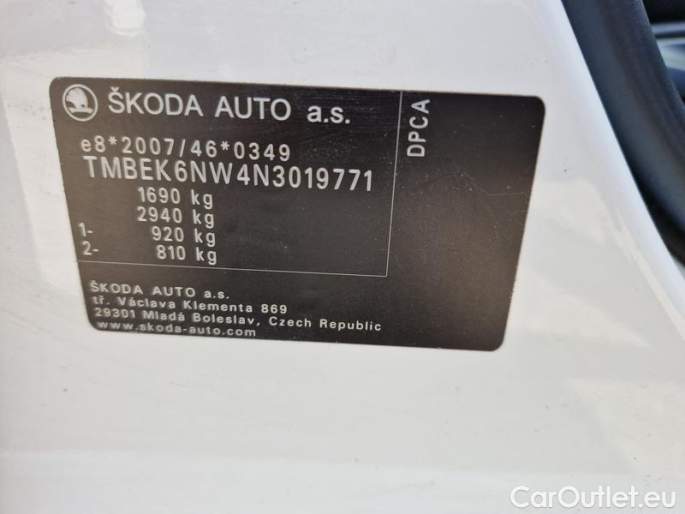 ŠKODA AUTO a.s.
e8*2007/46*0349
TMBEK6NW4N3019771
1690 kg
2940 kg
1- 920 kg
2- 810 kg
DPCA
ŠKODA AUTO a.s.
tř. Václava Klementa 869
29301 Mladá Boleslav, Czech Republic
www.skoda-auto.com
CarOutlet.eu